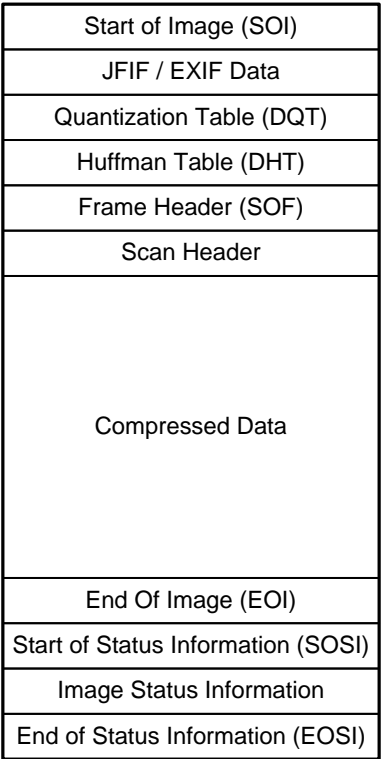 Start of Image (SOI)
JFIF / EXIF Data
Quantization Table (DQT)
Huffman Table (DHT)
Frame Header (SOF)
Scan Header
Compressed Data
End Of Image (EOI)
Start of Status Information (SOSI)
Image Status Information
End of Status Information (EOSI)